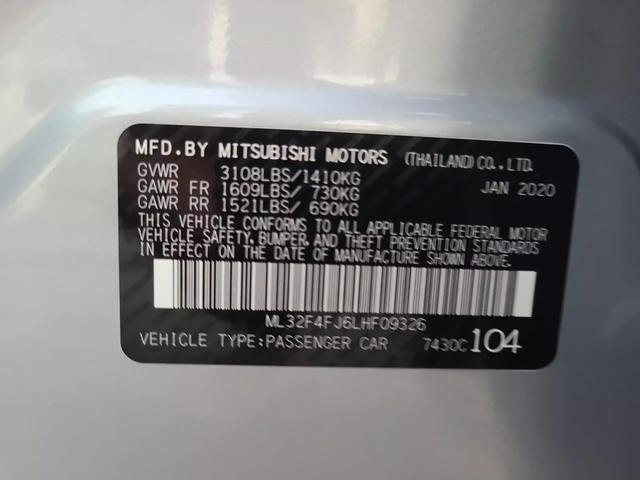 MFD.BY MITSUBISHI MOTORS (THAILAND)CO.,LTD.
GVWR 3108LBS/1410KG JAN 2020
GAWR FR 1609LBS/ 730KG
GAWR RR 1521LBS/ 690KG
THIS VEHICLE CONFORMS TO ALL APPLICABLE FEDERAL MOTOR
VEHICLE SAFETY, BUMPER, AND THEFT PREVENTION STANDARDS
IN EFFECT ON THE DATE OF MANUFACTURE SHOWN ABOVE.
ML32F4FJ6LHF09326
VEHICLE TYPE:PASSENGER CAR 7430C 104